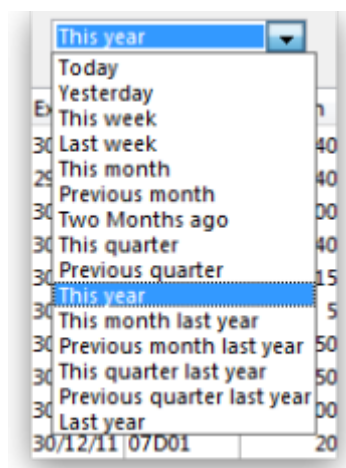 This year
Today
Yesterday
This week
Last week
This month
Previous month
Two Months ago
This quarter
Previous quarter
This year
This month last year
Previous month last year
This quarter last year
Previous quarter last year
Last year
30/12/11 07D01 20